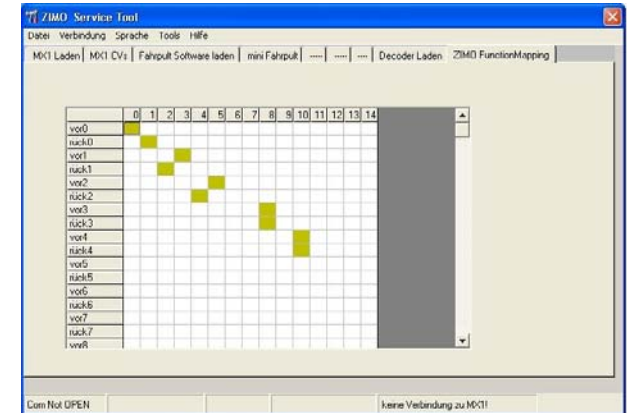 ZIMO Service Tool
Datei Verbindung Sprache Tools Hilfe
MX1 Laden MX1 CVs Fahrpult Software laden mini Fahrpult ----- ----- ---- Decoder Laden ZIMO FunctionMapping
0 1 2 3 4 5 6 7 8 9 10 11 12 13 14
vor0
rück0
vor1
rück1
vor2
rück2
vor3
rück3
vor4
rück4
vor5
rück5
vor6
rück6
vor7
rück7
vor8
Com Not OPEN keine Verbindung zu MX1!